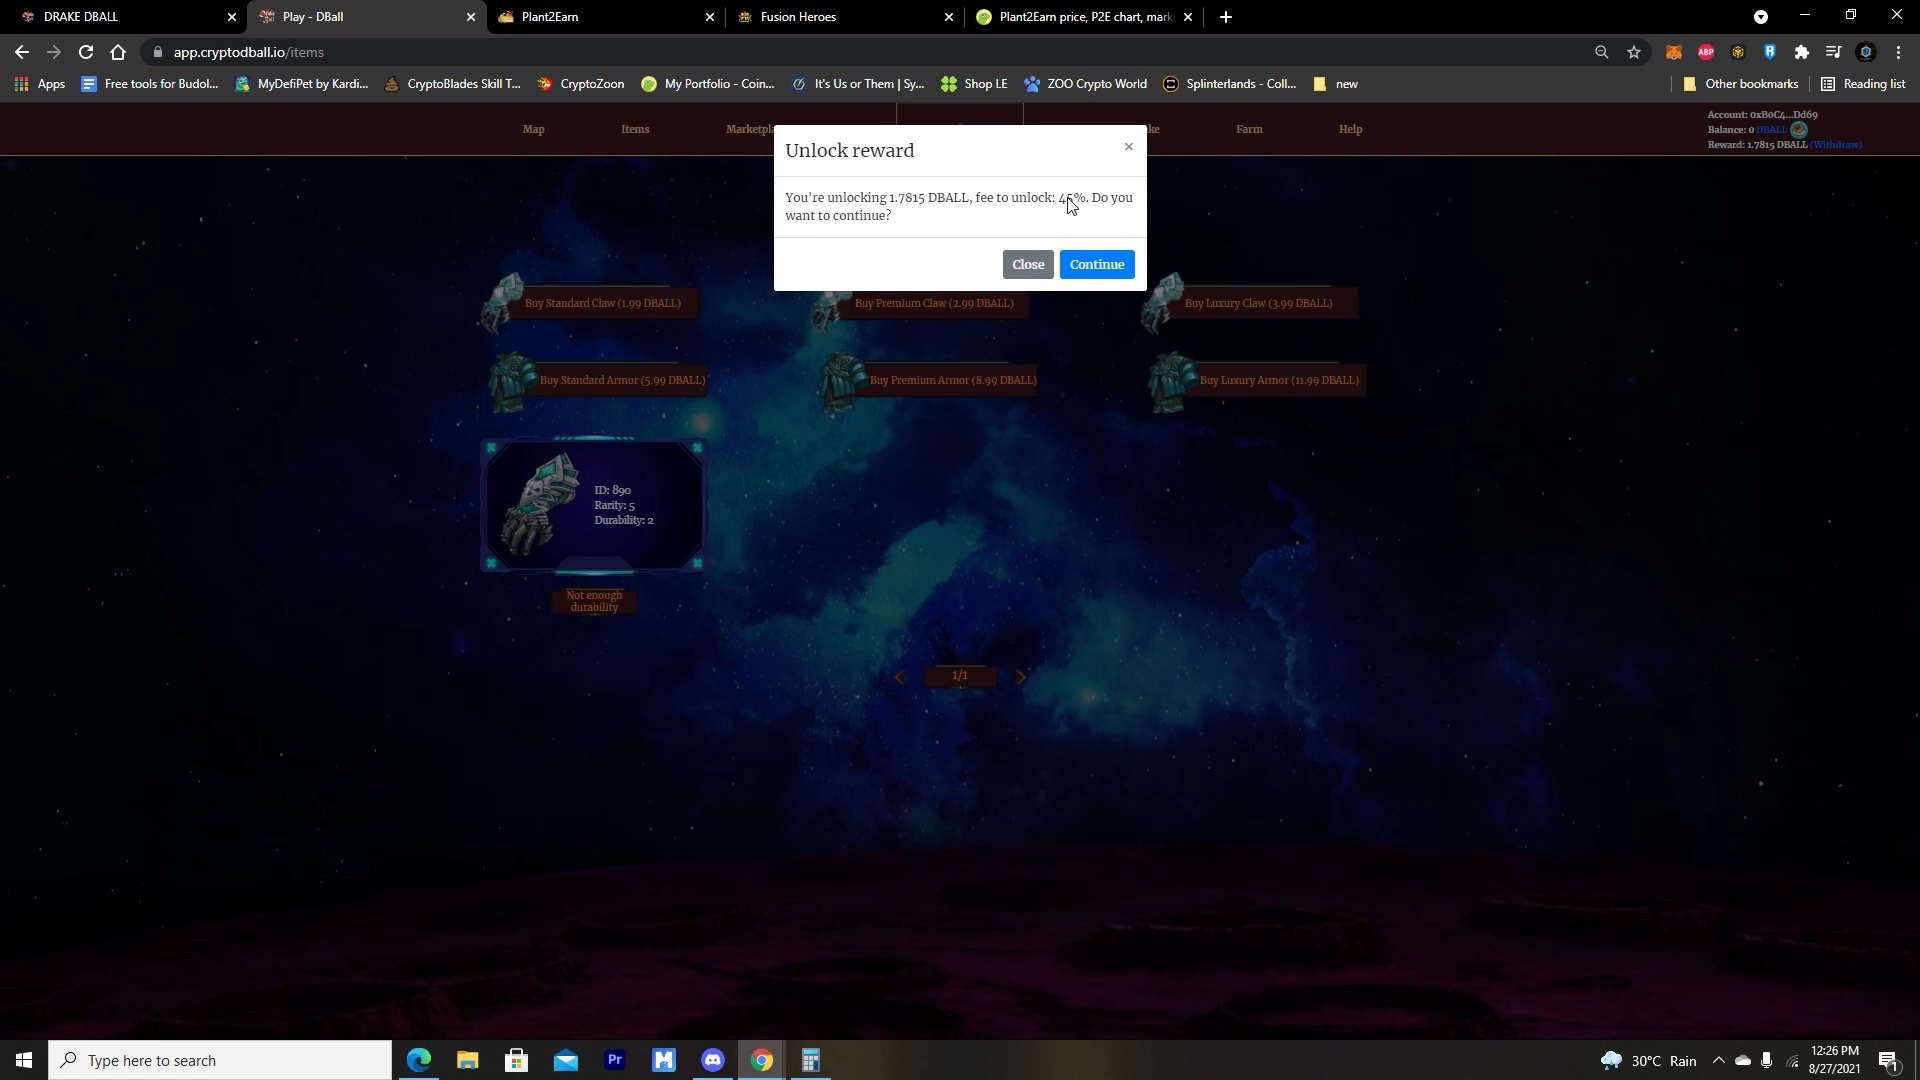 DRAKE DBALL
Play - DBall
Plant2Earn
Fusion Heroes
Plant2Earn price, P2E chart, mark
app.cryptodball.io/items
ABP
Apps
Free tools for Budol...
MyDefiPet by Kardi...
CryptoBlades Skill T...
CryptoZoon
My Portfolio - Coin...
It's Us or Them | Sy...
Shop LE
ZOO Crypto World
Splinterlands - Coll...
new
Other bookmarks
Reading list
Map
Items
Marketpla
ke
Farm
Help
Account: 0xB0C4...Dd69
Balance: 0 DBALL
Reward: 1.7815 DBALL (Withdraw)
Unlock reward
×
You're unlocking 1.7815 DBALL, fee to unlock: 45%. Do you
want to continue?
Close
Continue
Buy Standard Claw (1.99 DBALL)
Buy Premium Claw (2.99 DBALL)
Buy Luxury Claw (3.99 DBALL)
Buy Standard Armor (5.99 DBALL)
Buy Premium Armor (8.99 DBALL)
Buy Luxury Armor (11.99 DBALL)
ID: 890
Rarity: 5
Durability: 2
Not enough
durability
1/1
Type here to search
Pr
30°C Rain
12:26 PM
8/27/2021
1